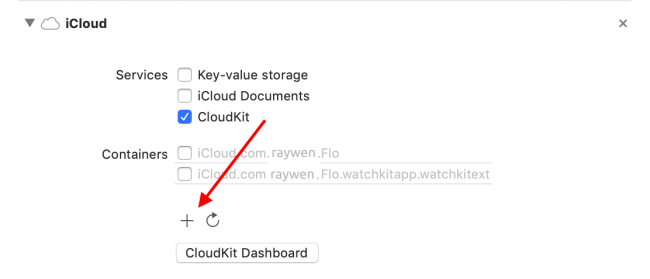 iCloud
Services Key-value storage
iCloud Documents
CloudKit
Containers iCloud.com.raywen.Flo
iCloud.com raywen.Flo.watchkitapp.watchkitext
CloudKit Dashboard